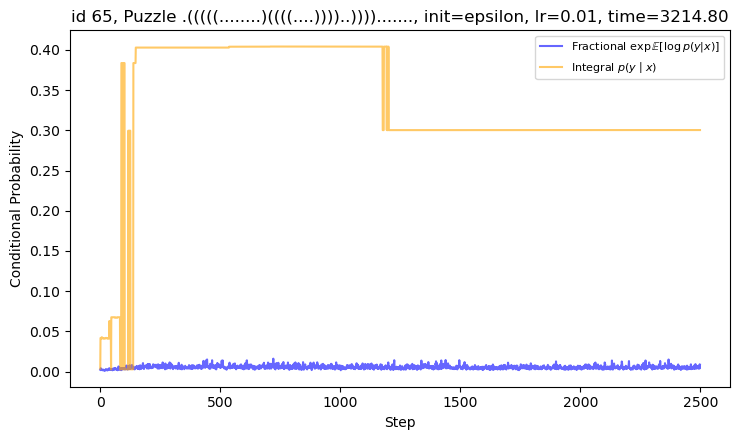 id 65, Puzzle .(((((........)((((....))))..))))......., init=epsilon, lr=0.01, time=3214.80
Fractional exp𝔼[log p(y|x)]
Integral p(y | x)
Conditional Probability
0.40
0.35
0.30
0.25
0.20
0.15
0.10
0.05
0.00
0 500 1000 1500 2000 2500
Step